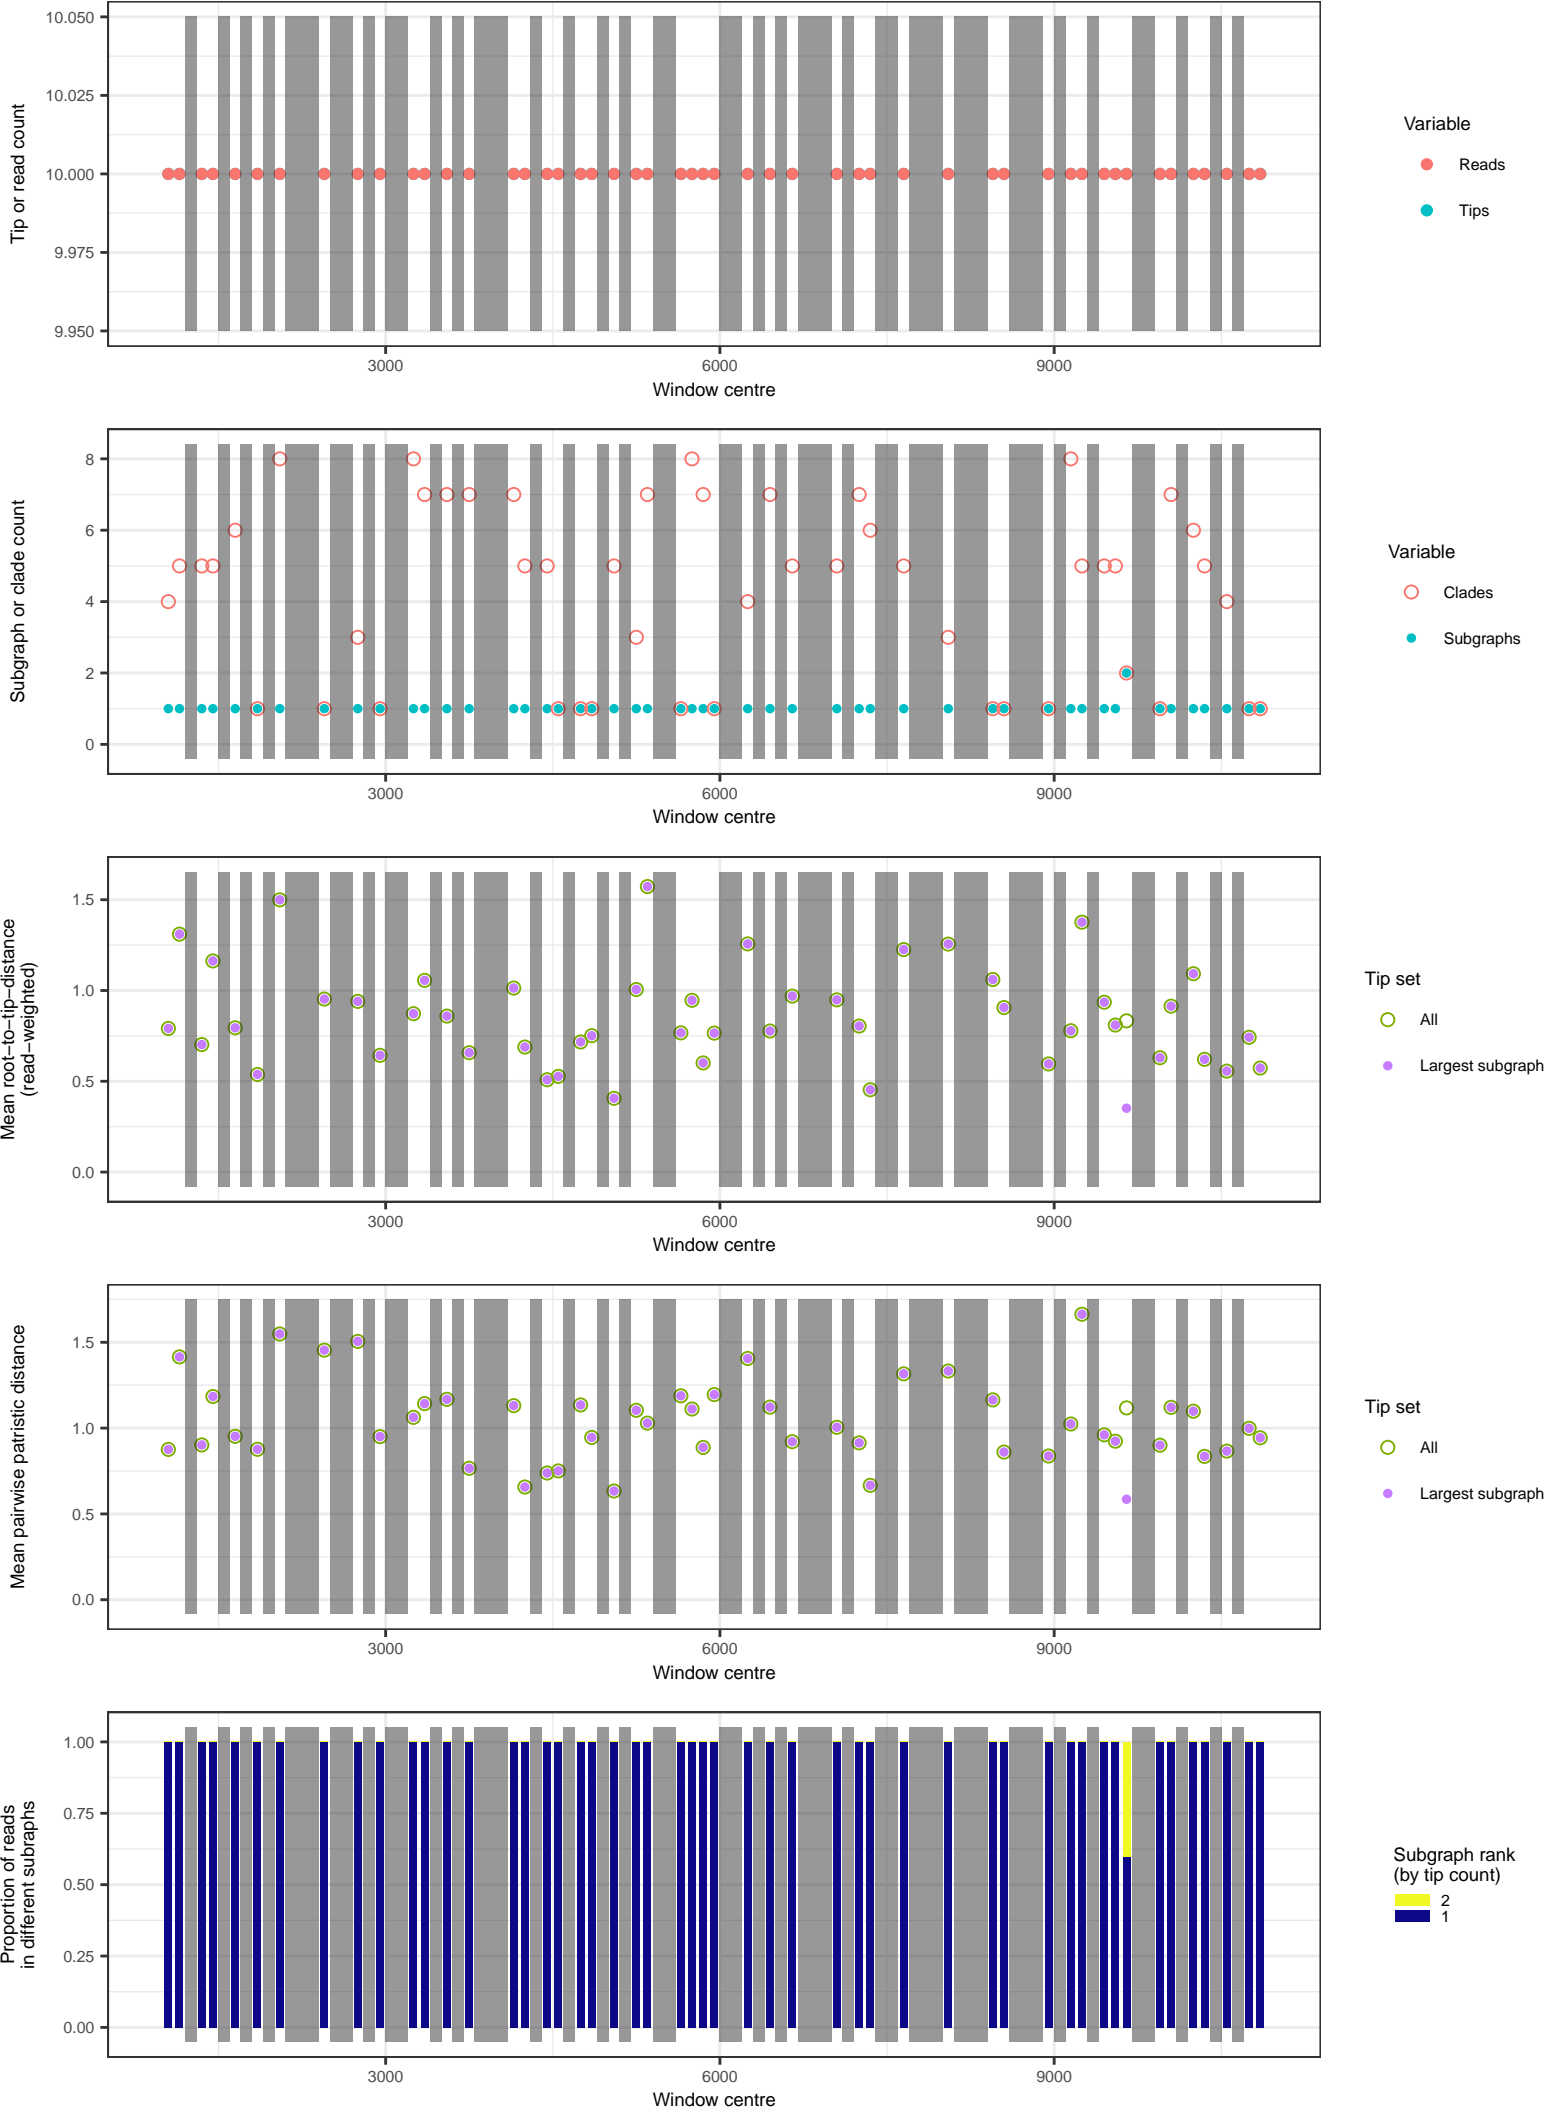 10.050
10.025
10.000
9.975
9.950
Tip or read count
3000
6000
9000
Window centre
Variable
Reads
Tips
8
6
4
2
0
Subgraph or clade count
3000
6000
9000
Window centre
Variable
Clades
Subgraphs
1.5
1.0
0.5
0.0
Mean root−to−tip−distance
(read−weighted)
3000
6000
9000
Window centre
Tip set
All
Largest subgraph
1.5
1.0
0.5
0.0
Mean pairwise patristic distance
3000
6000
9000
Window centre
Tip set
All
Largest subgraph
1.00
0.75
0.50
0.25
0.00
Proportion of reads
in different subraphs
3000
6000
9000
Window centre
Subgraph rank
(by tip count)
2
1